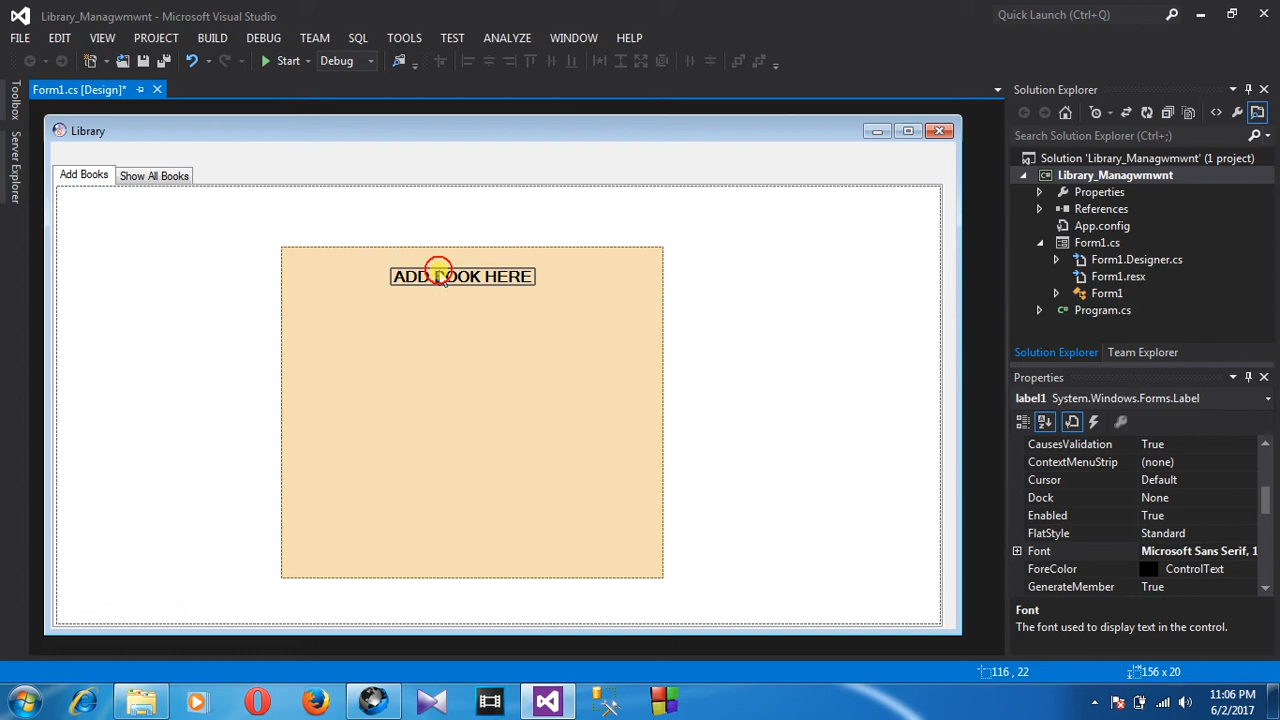 Library_Managwmwnt - Microsoft Visual Studio
Quick Launch (Ctrl+Q)
FILE EDIT VIEW PROJECT BUILD DEBUG TEAM SQL TOOLS TEST ANALYZE WINDOW HELP
Start Debug
Toolbox
Server Explorer
Form1.cs [Design]*
Library
Add Books
Show All Books
ADD BOOK HERE
Solution Explorer
Search Solution Explorer (Ctrl+;)
Solution 'Library_Managwmwnt' (1 project)
Library_Managwmwnt
Properties
References
App.config
Form1.cs
Form1.Designer.cs
Form1.resx
Form1
Program.cs
Solution Explorer Team Explorer
Properties
label1 System.Windows.Forms.Label
CausesValidation True
ContextMenuStrip (none)
Cursor Default
Dock None
Enabled True
FlatStyle Standard
Font Microsoft Sans Serif, 1
ForeColor ControlText
GenerateMember True
Font
The font used to display text in the control.
116 , 22
156 x 20
11:06 PM
6/2/2017